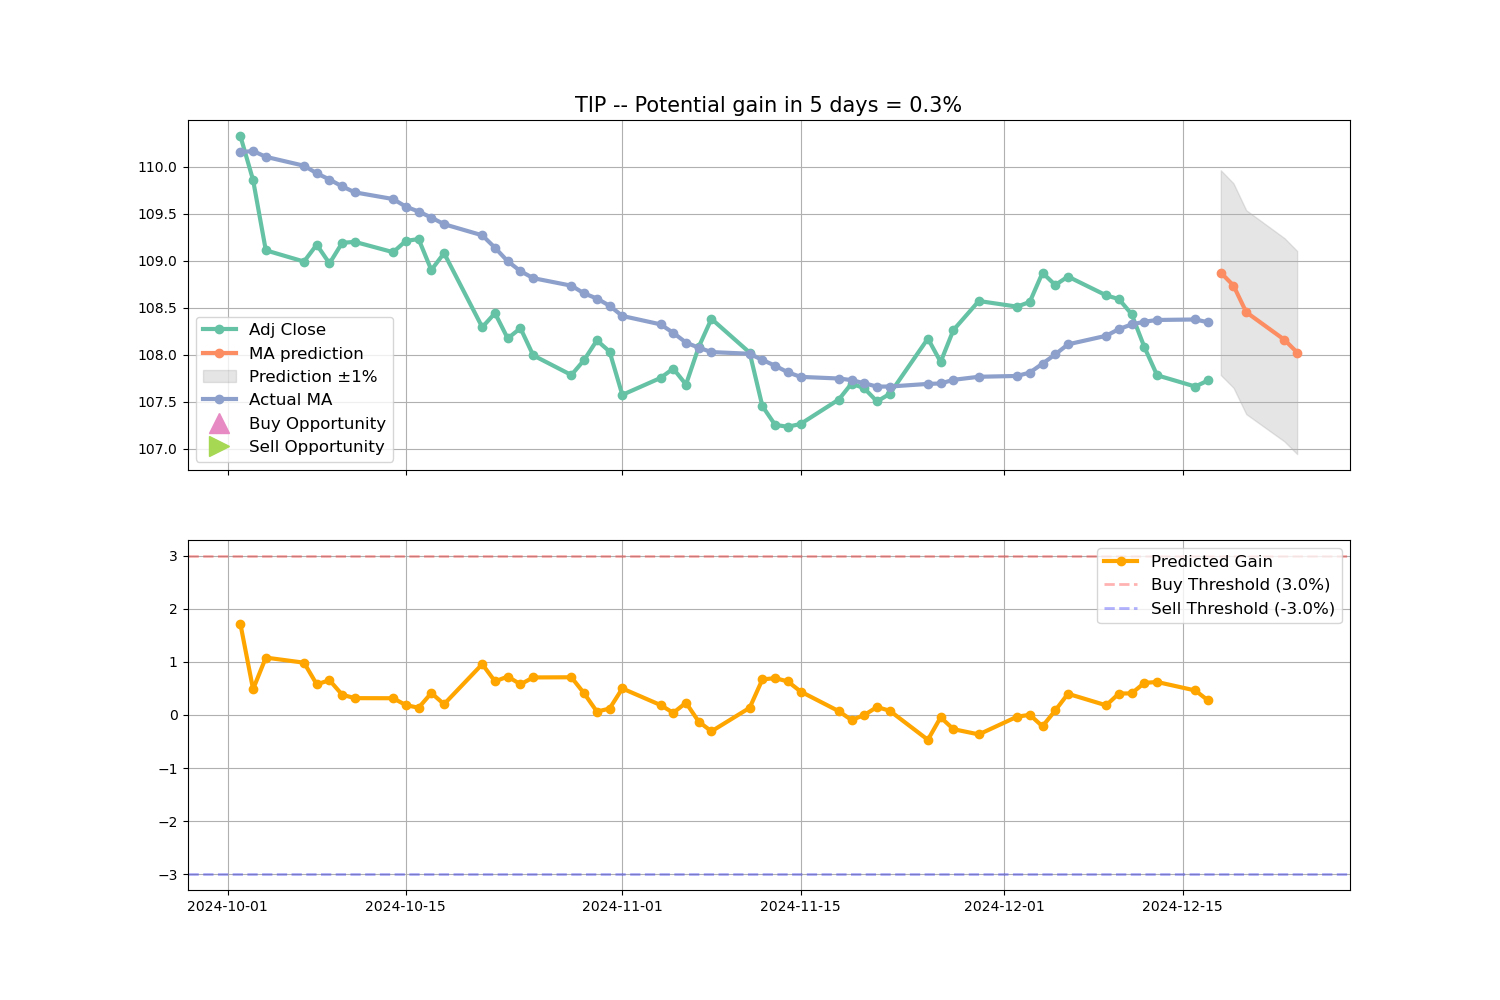 TIP -- Potential gain in 5 days = 0.3%
110.0
109.5
109.0
108.5
108.0
107.5
107.0
Adj Close
MA prediction
Prediction ±1%
Actual MA
Buy Opportunity
Sell Opportunity
3
2
1
0
−1
−2
−3
Predicted Gain
Buy Threshold (3.0%)
Sell Threshold (-3.0%)
2024-10-01
2024-10-15
2024-11-01
2024-11-15
2024-12-01
2024-12-15